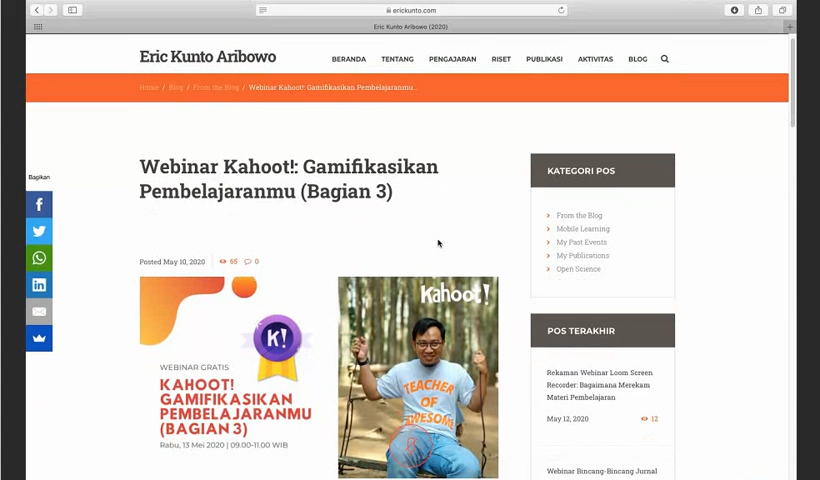 erickunto.com
Eric Kunto Aribowo (2020)
Eric Kunto Aribowo
BERANDA TENTANG PENGAJARAN RISET PUBLIKASI AKTIVITAS BLOG
Home / Blog / From the Blog / Webinar Kahoot!: Gamifikasikan Pembelajaranmu...
Webinar Kahoot!: Gamifikasikan
Pembelajaranmu (Bagian 3)
Bagikan
Posted May 10, 2020 65 0
K!
WEBINAR GRATIS
KAHOOT!
GAMIFIKASIKAN
PEMBELAJARANMU
(BAGIAN 3)
Rabu, 13 Mei 2020 | 09.00-11.00 WIB
Kahoot!
TEACHER
OF
AWESOME
KATEGORI POS
From the Blog
Mobile Learning
My Past Events
My Publications
Open Science
POS TERAKHIR
Rekaman Webinar Loom Screen
Recorder: Bagaimana Merekam
Materi Pembelajaran
May 12, 2020 12
Webinar Bincang-Bincang Jurnal